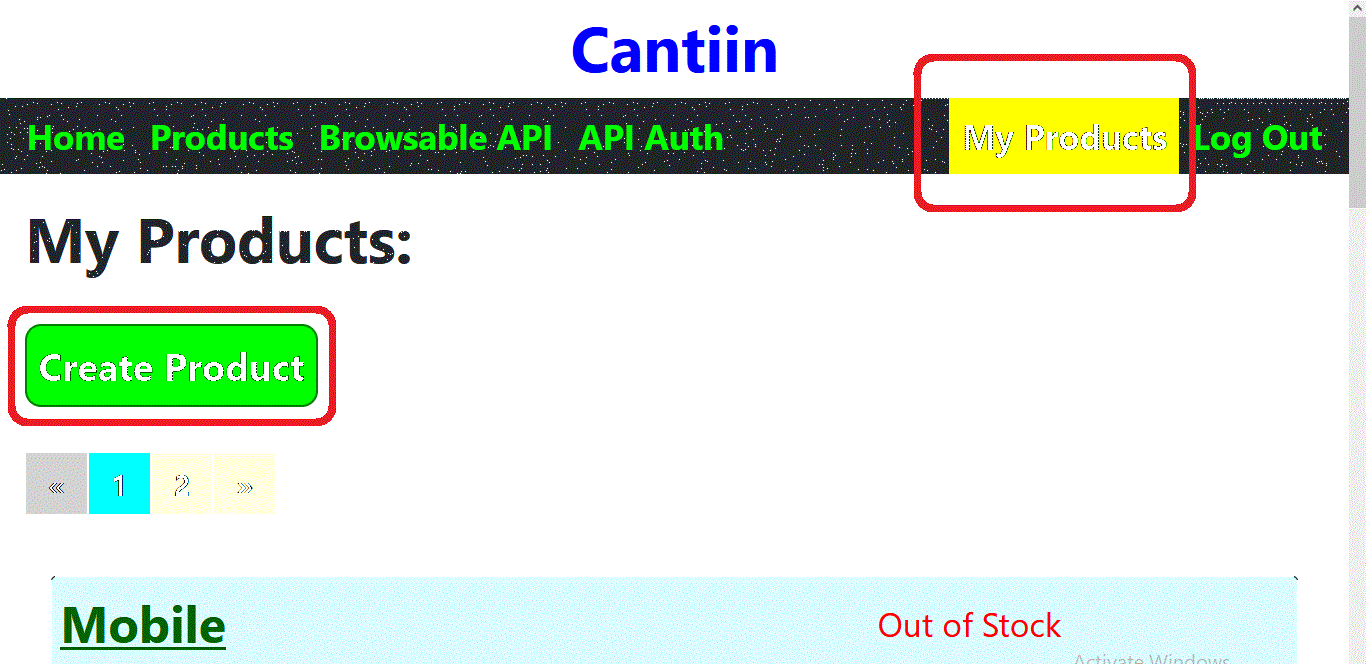 Cantiin
Home Products Browsable API API Auth My Products Log Out
My Products:
Create Product
« 1 2 »
Mobile Out of Stock
Activate Windows